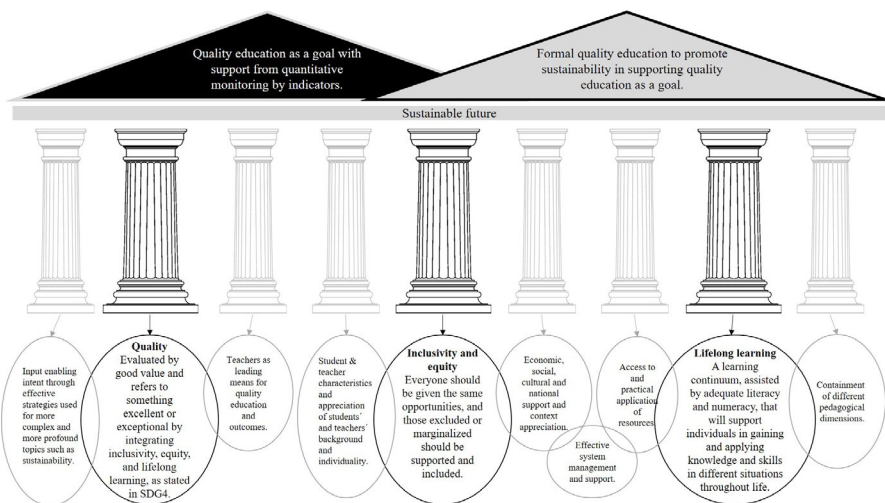 Quality education as a goal with
support from quantitative
monitoring by indicators.
Formal quality education to promote
sustainability in supporting quality
education as a goal.
Sustainable future
Input enabling
intent through
effective
strategies used
for more
complex and
more profound
topics such as
sustainability.
Quality
Evaluated by
good value and
refers to
something
excellent or
exceptional by
integrating
inclusivity, equity,
and lifelong
learning, as stated
in SDG4.
Teachers as
leading
means for
quality
education
and
outcomes.
Student &
teacher
characteristics
and
appreciation
of students´
and teachers´
background
and
individuality.
Inclusivity and
equity
Everyone should
be given the same
opportunities, and
those excluded or
marginalized
should be
supported and
included.
Economic,
social,
cultural and
national
support and
context
appreciation.
Effective
system
management
and support.
Access to
and
practical
application
of
resources.
Lifelong learning
A learning
continuum, assisted
by adequate literacy
and numeracy, that
will support
individuals in gaining
and applying
knowledge and skills
in different situations
throughout life.
Containment
of different
pedagogical
dimensions.